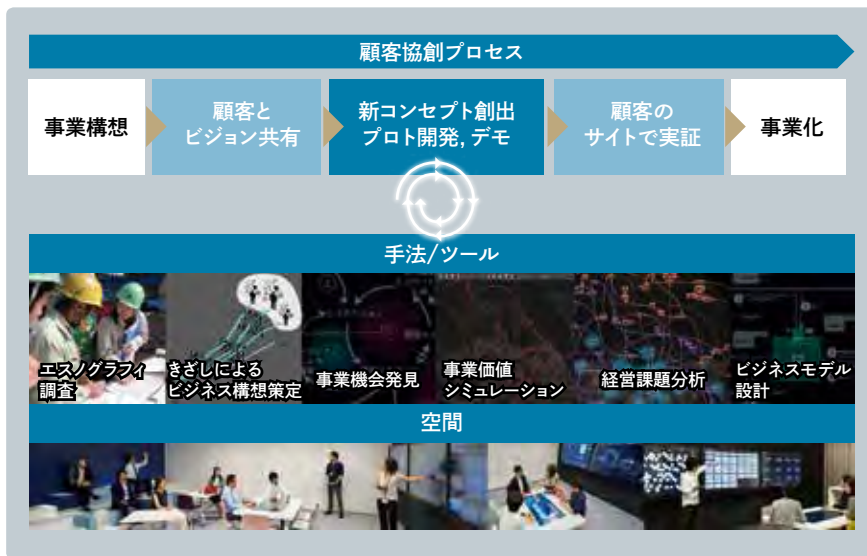 顧客協創プロセス
事業構想
顧客と
ビジョン共有
新コンセプト創出
プロト開発, デモ
顧客の
サイトで実証
事業化
手法/ツール
エスノグラフィ
調査
きざしによる
ビジネス構想策定
事業機会発見
事業価値
シミュレーション
経営課題分析
ビジネスモデル
設計
空間